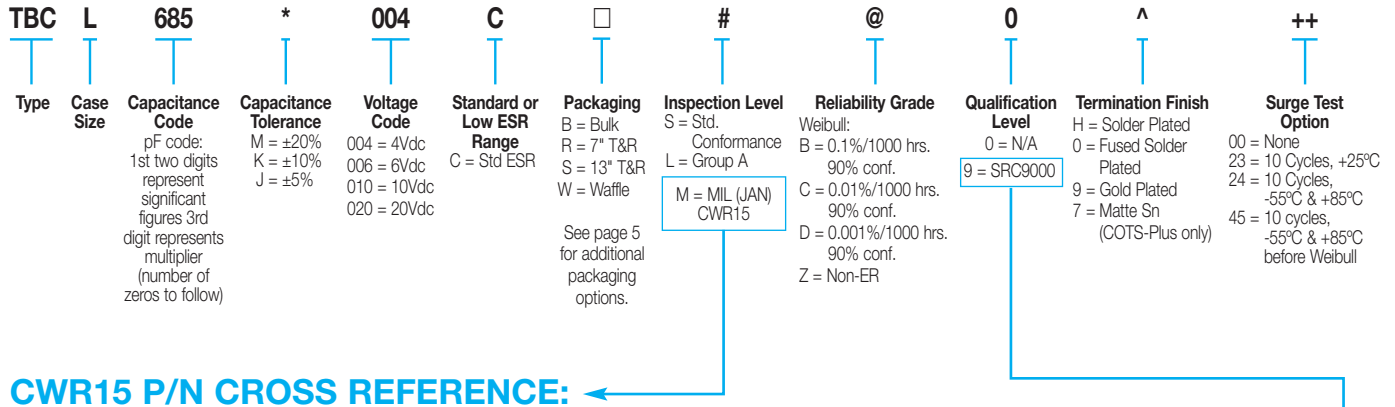 TBC L 685 * 004 C □ # @ 0 ^ ++
Type
Case
Size
Capacitance
Code
pF code:
1st two digits
represent
significant
figures 3rd
digit represents
multiplier
(number of
zeros to follow)
Capacitance
Tolerance
M = ±20%
K = ±10%
J = ±5%
Voltage
Code
004 = 4Vdc
006 = 6Vdc
010 = 10Vdc
020 = 20Vdc
Standard or
Low ESR
Range
C = Std ESR
Packaging
B = Bulk
R = 7" T&R
S = 13" T&R
W = Waffle
See page 5
for additional
packaging
options.
Inspection Level
S = Std.
Conformance
L = Group A
M = MIL (JAN)
CWR15
Reliability Grade
Weibull:
B = 0.1%/1000 hrs.
90% conf.
C = 0.01%/1000 hrs.
90% conf.
D = 0.001%/1000 hrs.
90% conf.
Z = Non-ER
Qualification
Level
0 = N/A
9 = SRC9000
Termination Finish
H = Solder Plated
0 = Fused Solder
Plated
9 = Gold Plated
7 = Matte Sn
(COTS-Plus only)
Surge Test
Option
00 = None
23 = 10 Cycles, +25ºC
24 = 10 Cycles,
-55ºC & +85ºC
45 = 10 cycles,
-55ºC & +85ºC
before Weibull
CWR15 P/N CROSS REFERENCE: